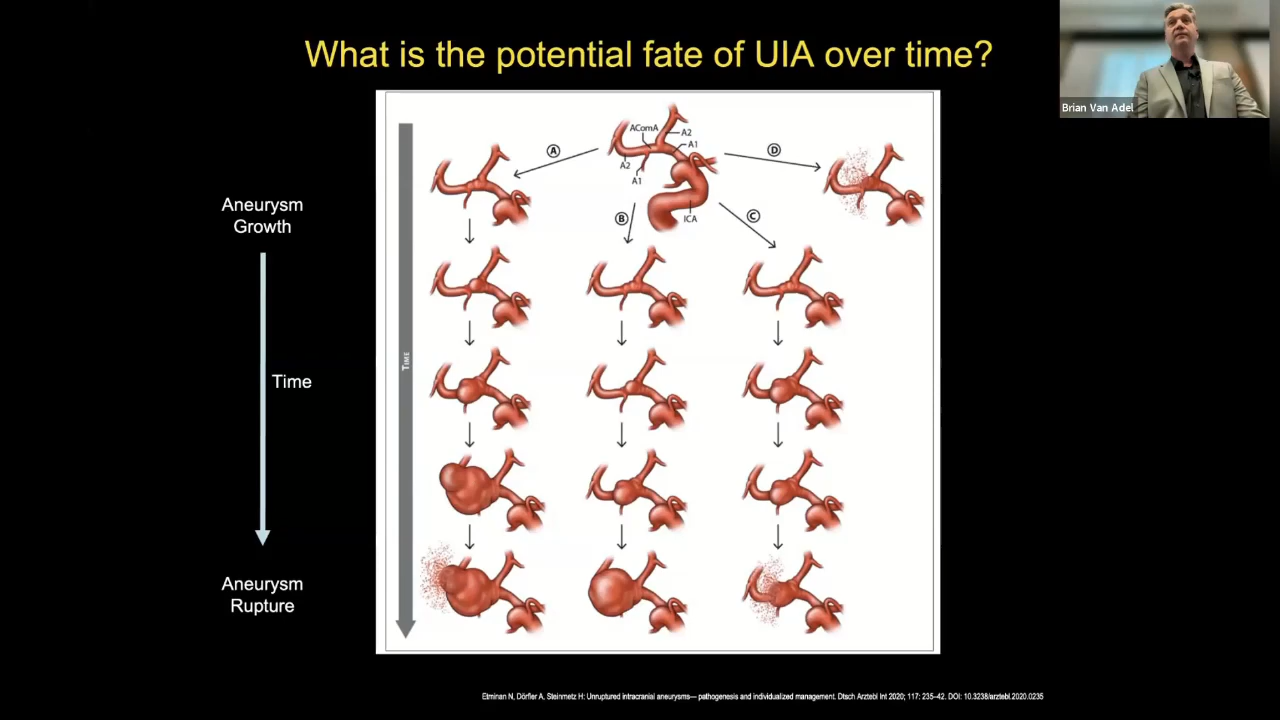 What is the potential fate of UIA over time?
Brian Van Adel
Aneurysm
Growth
Time
Aneurysm
Rupture
TIME
A
B
C
D
AComA
A2
A1
A2
A1
ICA
Etminan N, Dörfler A, Steinmetz H: Unruptured intracranial aneurysms— pathogenesis and individualized management. Dtsch Arztebl Int 2020; 117: 235–42. DOI: 10.3238/arztebl.2020.0235